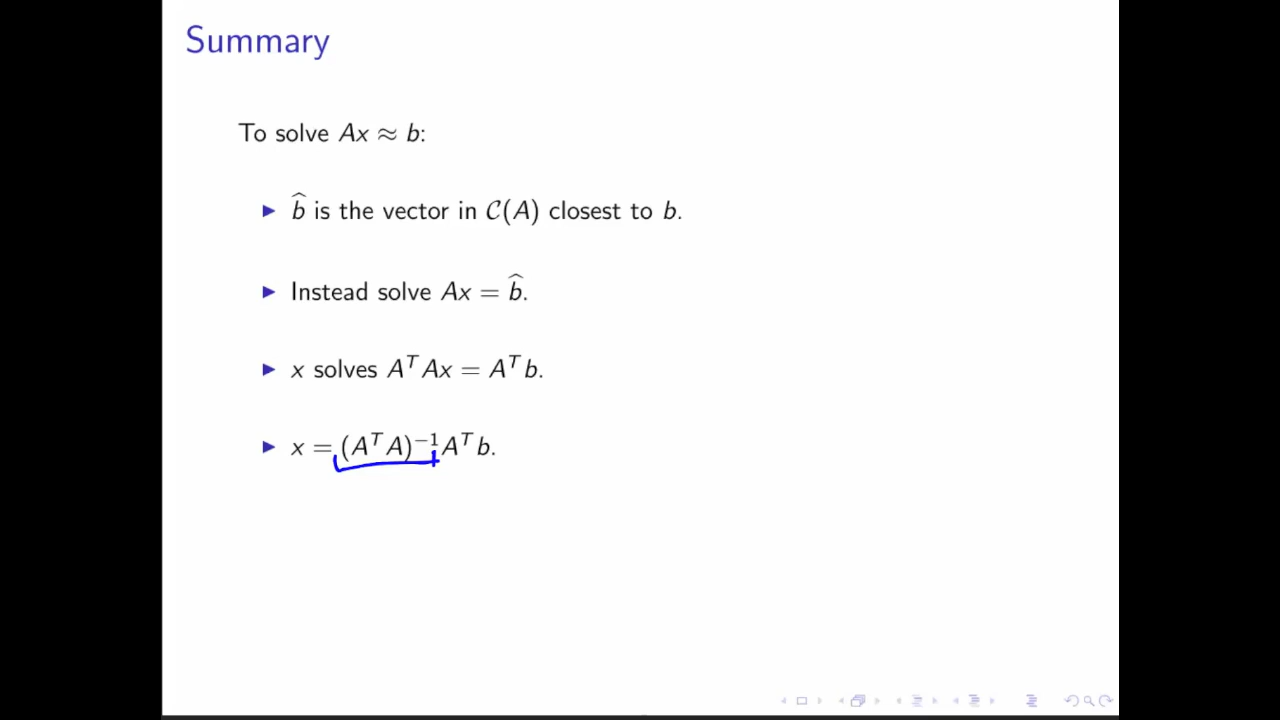 Summary
To solve Ax ≈ b:
▶ b̂ is the vector in 𝒞(A) closest to b.
▶ Instead solve Ax = b̂.
▶ x solves AᵀAx = Aᵀb.
▶ x = (AᵀA)⁻¹Aᵀb.